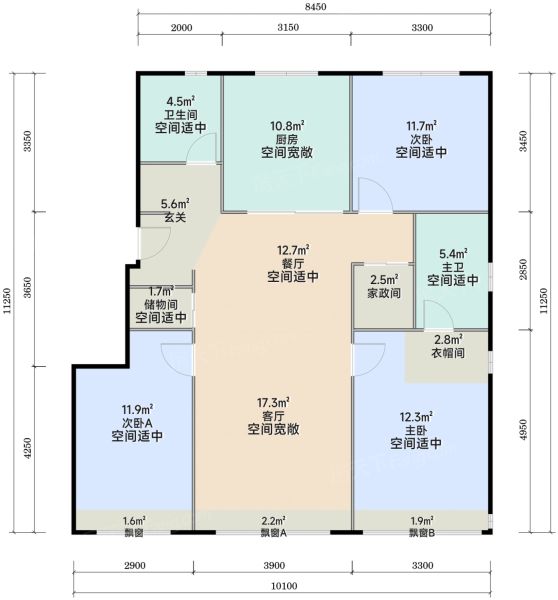 8450
2000 3150 3300
4.5㎡
卫生间
空间适中
10.8㎡
厨房
空间宽敞
11.7㎡
次卧
空间适中
3350
3450
5.6㎡
玄关
12.7㎡
餐厅
空间适中
5.4㎡
主卫
空间适中
2.5㎡
家政间
11250
3650
2850
11250
1.7㎡
储物间
空间适中
2.8㎡
衣帽间
11.9㎡
次卧A
空间适中
17.3㎡
客厅
空间宽敞
12.3㎡
主卧
空间适中
4250
4950
1.6㎡
飘窗
2.2㎡
飘窗A
1.9㎡
飘窗B
2900 3900 3300
10100